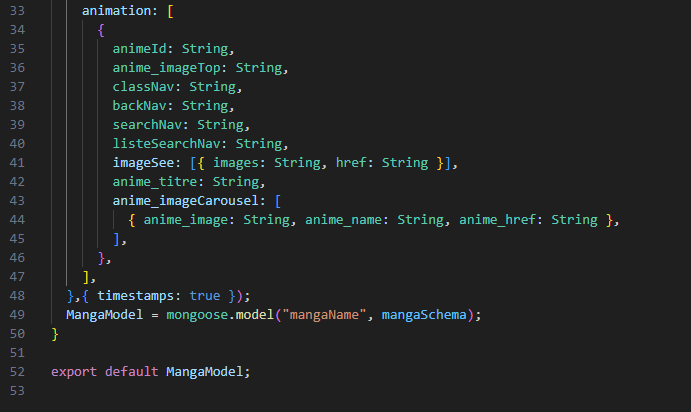 33 animation: [
34 {
35 animeId: String,
36 anime_imageTop: String,
37 classNav: String,
38 backNav: String,
39 searchNav: String,
40 listeSearchNav: String,
41 imageSee: [{ images: String, href: String }],
42 anime_titre: String,
43 anime_imageCarousel: [
44 { anime_image: String, anime_name: String, anime_href: String },
45 ],
46 },
47 ],
48 },{ timestamps: true });
49 MangaModel = mongoose.model("mangaName", mangaSchema);
50 }
51
52 export default MangaModel;
53